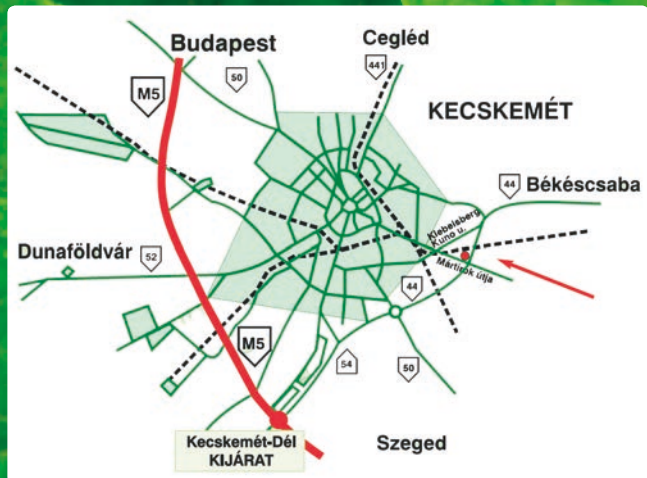 Budapest
Cegléd
50
441
M5
KECSKEMÉT
44
Békéscsaba
Klebelsberg
Kuno u.
Dunaföldvár
52
Mártírok útja
44
M5
54
50
Kecskemét-Dél
KIJÁRAT
Szeged